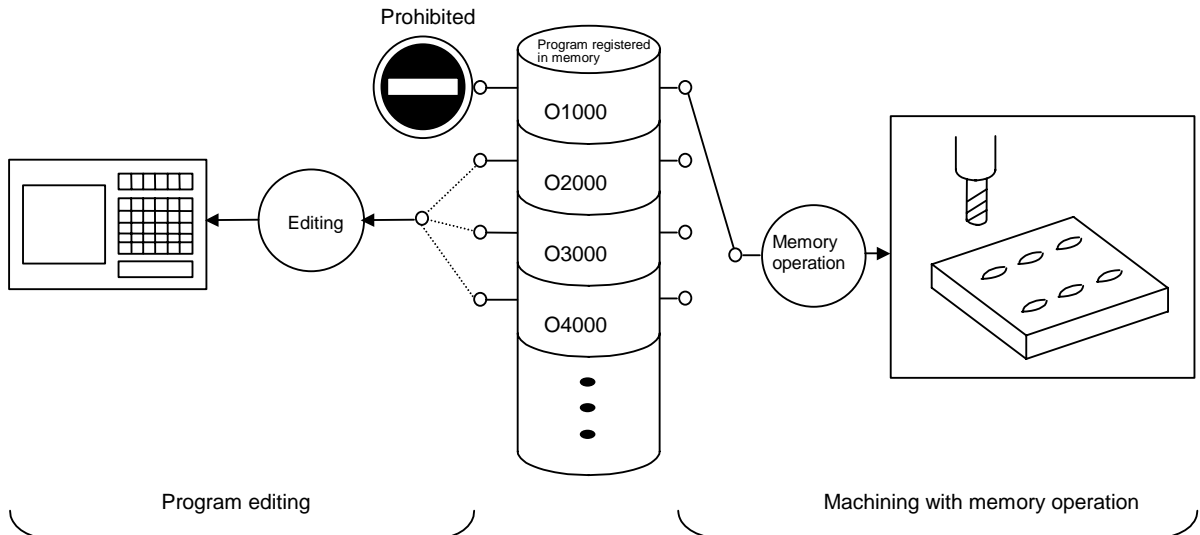 Prohibited
Program registered
in memory
O1000
O2000
O3000
O4000
Editing
Memory
operation
Program editing
Machining with memory operation